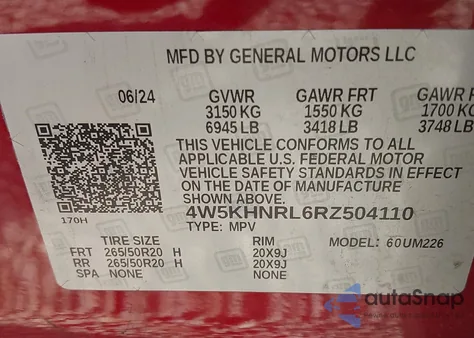 MFD BY GENERAL MOTORS LLC
06/24 GVWR GAWR FRT GAWR F
3150 KG 1550 KG 1700 K
6945 LB 3418 LB 3748 LB
THIS VEHICLE CONFORMS TO ALL
APPLICABLE U.S. FEDERAL MOTOR
VEHICLE SAFETY STANDARDS IN EFFECT
ON THE DATE OF MANUFACTURE
SHOWN ABOVE.
4W5KHNRL6RZ504110
170H TYPE: MPV
TIRE SIZE RIM MODEL: 60UM226
FRT 265/50R20 H 20X9J
RR 265/50R20 H 20X9J
SPA NONE NONE
autoSnap